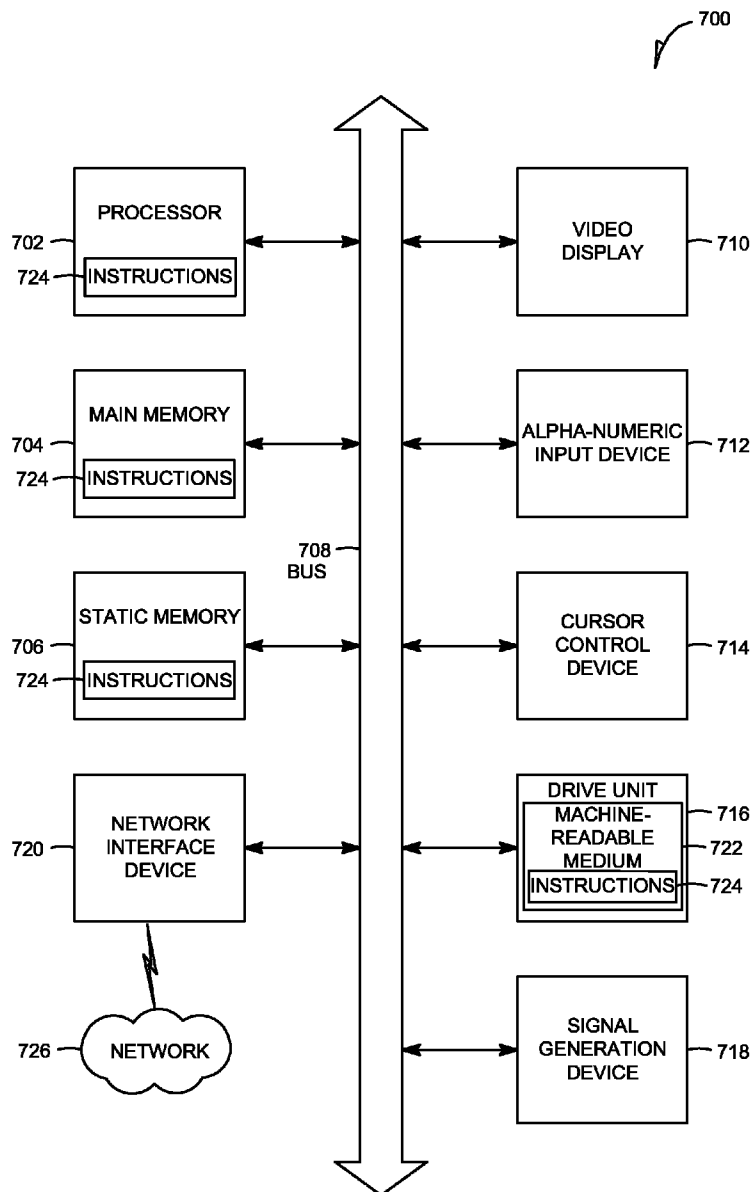 700
PROCESSOR
702
724
INSTRUCTIONS
VIDEO
DISPLAY
710
MAIN MEMORY
704
724
INSTRUCTIONS
ALPHA-NUMERIC
INPUT DEVICE
712
708
BUS
STATIC MEMORY
706
724
INSTRUCTIONS
CURSOR
CONTROL
DEVICE
714
NETWORK
INTERFACE
DEVICE
720
DRIVE UNIT
716
MACHINE-
READABLE
MEDIUM
722
INSTRUCTIONS
724
726
NETWORK
SIGNAL
GENERATION
DEVICE
718